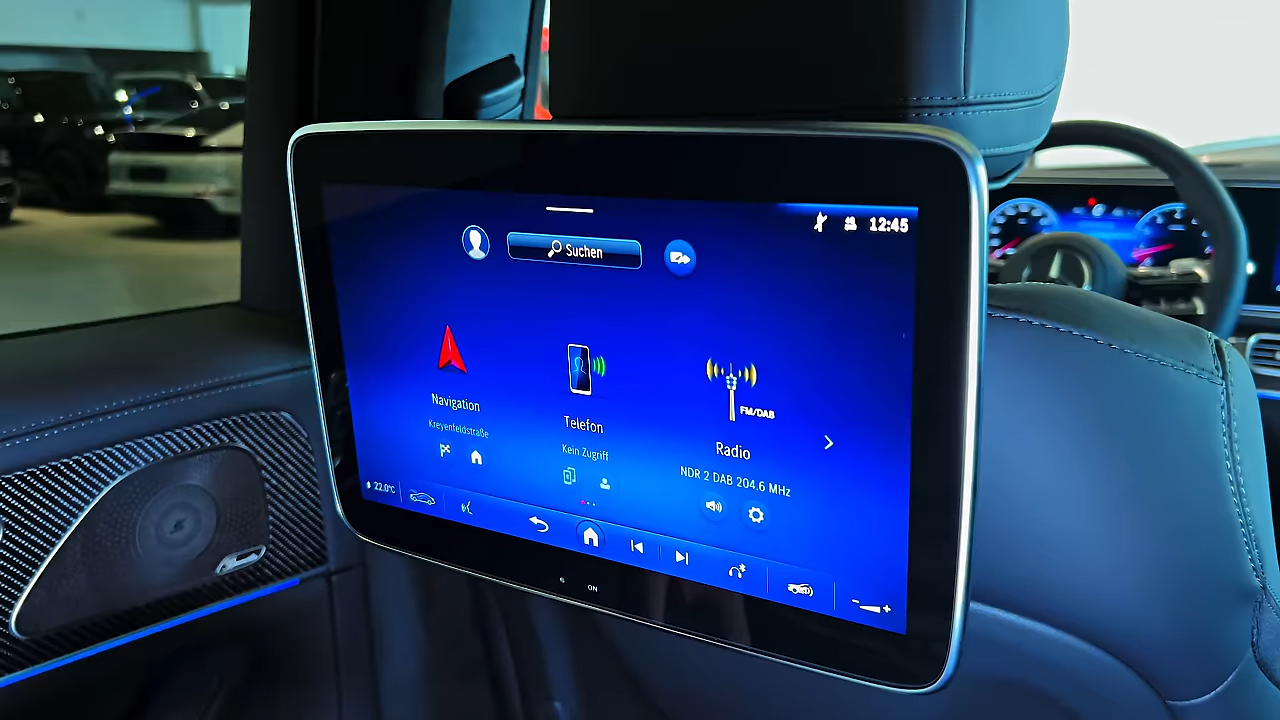 12:45
Suchen
Navigation
Kreyenfeldstraße
Telefon
Kein Zugriff
FM/DAB
Radio
NDR 2 DAB 204.6 MHz
22.0°C
ON